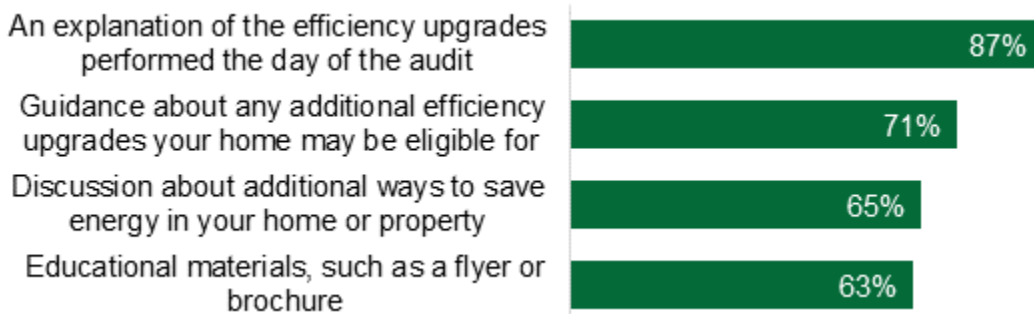 An explanation of the efficiency upgrades
performed the day of the audit
87%
Guidance about any additional efficiency
upgrades your home may be eligible for
71%
Discussion about additional ways to save
energy in your home or property
65%
Educational materials, such as a flyer or
brochure
63%